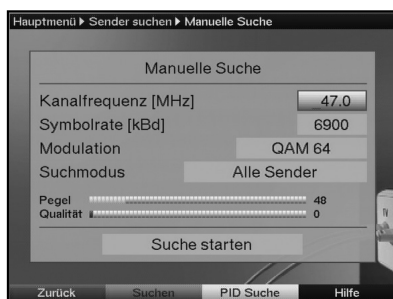 Hauptmenü ▶ Sender suchen ▶ Manuelle Suche
Manuelle Suche
Kanalfrequenz [MHz] _47.0
Symbolrate [kBd] 6900
Modulation QAM 64
Suchmodus Alle Sender
Pegel 48
Qualität 0
Suche starten
Zurück Suchen PID Suche Hilfe